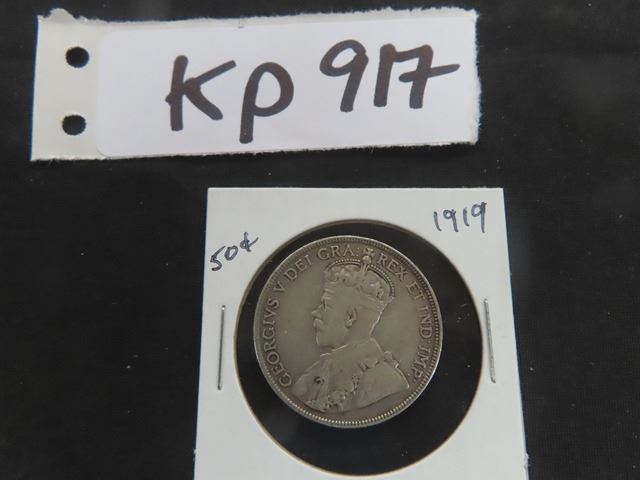 KP 917
50¢
1919
GEORGIVS V DEI GRA: REX ET IND: IMP: